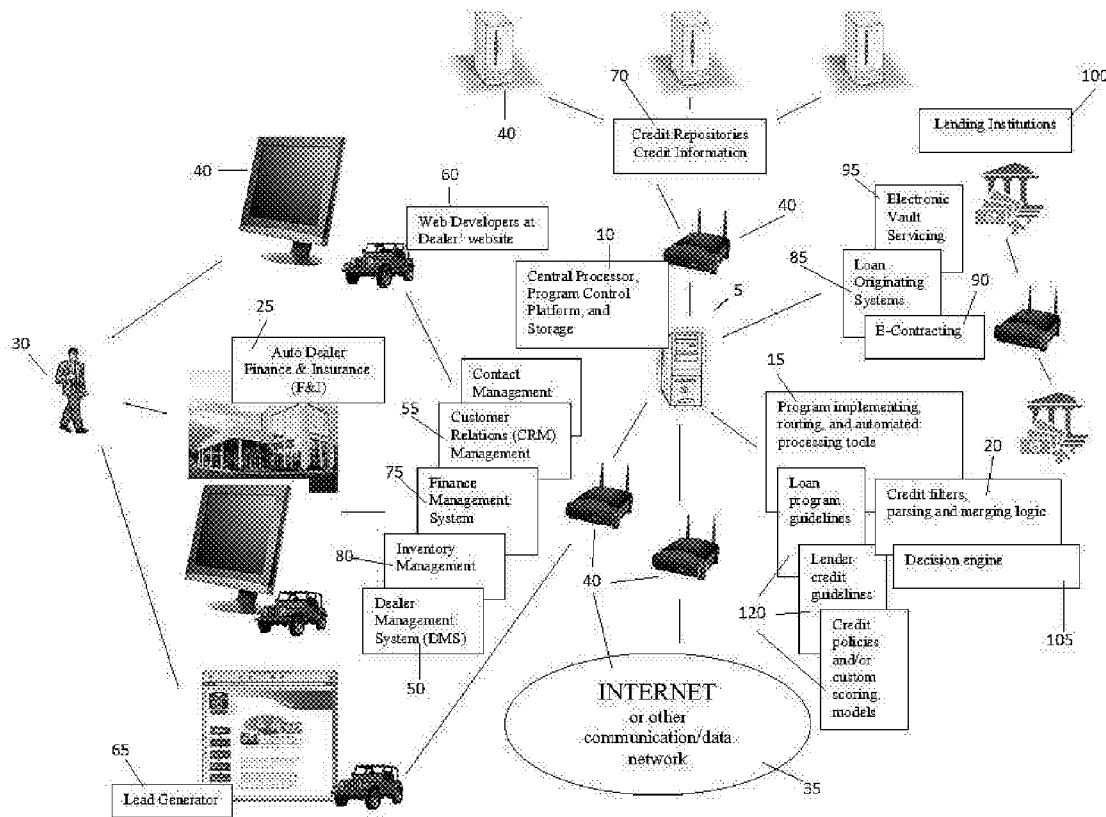 70
100
40
Credit Repositories
Credit Information
Lending Institutions
40
60
95
40
Web Developers at
Dealer' website
Electronic
Vault
Servicing
10
85
Central Processor,
Program Control
Platform, and
Storage
5
Loan
Originating
Systems
90
E-Contracting
25
30
Auto Dealer
Finance & Insurance
(F&I)
Contact
Management
15
55
Customer
Relations (CRM)
Management
Program implementing,
routing, and automated
processing tools
75
20
Finance
Management
System
Loan
program
guidelines
Credit filters,
parsing and merging logic
80
Inventory
Management
40
Lender
credit
guidelines
Decision engine
Dealer
Management
System (DMS)
120
105
50
Credit
policies
and/or
custom
scoring
models
INTERNET
or other
communication/data
network
65
35
Lead Generator